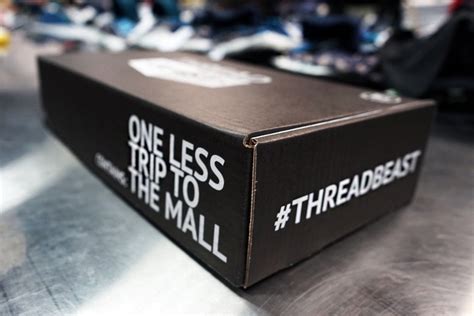 ONE LESS
TRIP TO
THE MALL
#THREADBEAST